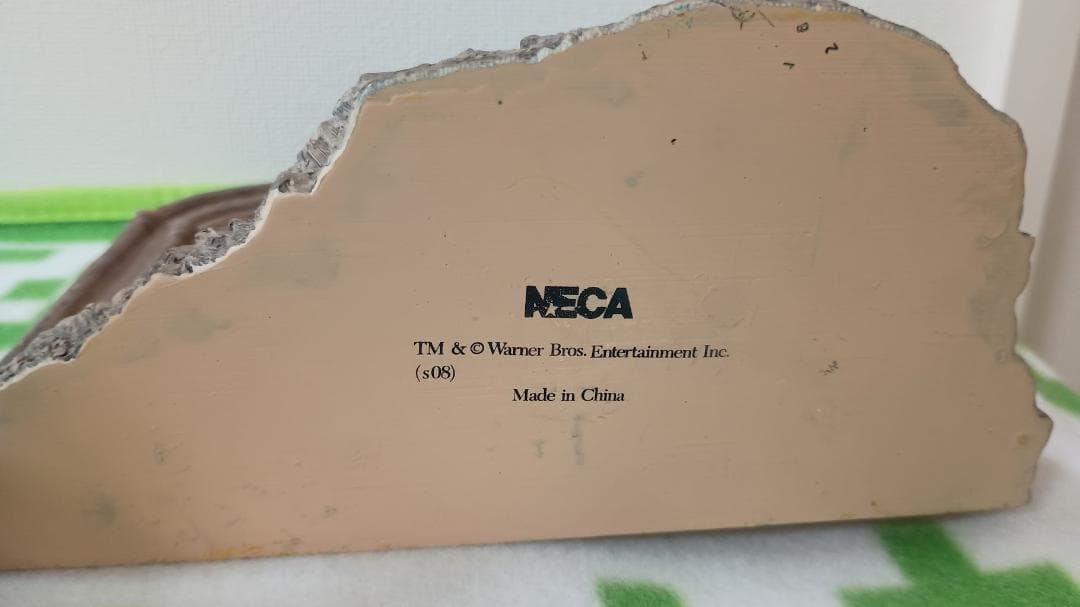 NECA
TM & © Warner Bros. Entertainment Inc.
(s08)
Made in China